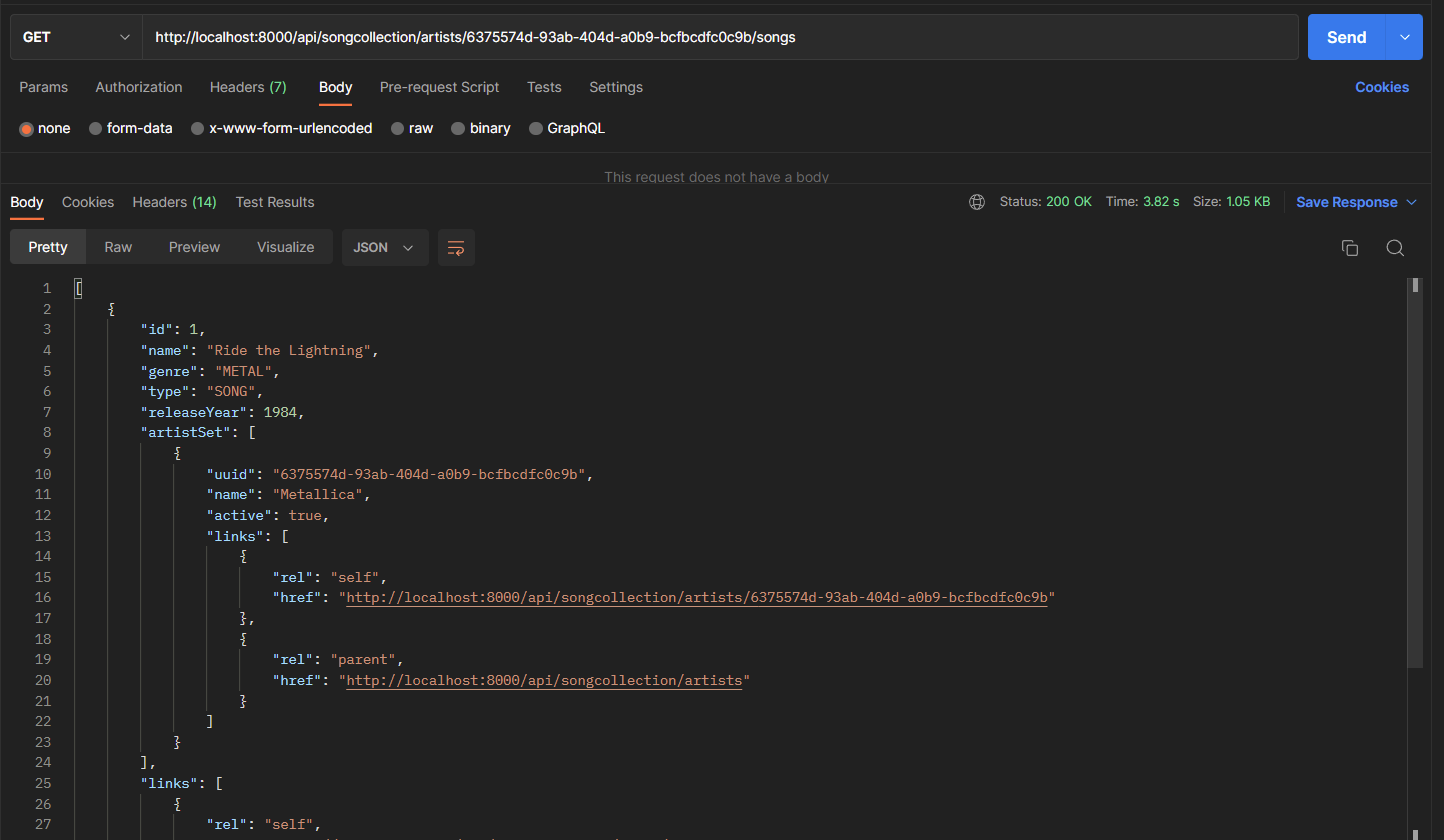 GET http://localhost:8000/api/songcollection/artists/6375574d-93ab-404d-a0b9-bcfbcdfc0c9b/songs Send
Params Authorization Headers (7) Body Pre-request Script Tests Settings Cookies
none form-data x-www-form-urlencoded raw binary GraphQL
This request does not have a body
Body Cookies Headers (14) Test Results Status: 200 OK Time: 3.82 s Size: 1.05 KB Save Response
Pretty Raw Preview Visualize JSON
1 [
2 {
3 "id": 1,
4 "name": "Ride the Lightning",
5 "genre": "METAL",
6 "type": "SONG",
7 "releaseYear": 1984,
8 "artistSet": [
9 {
10 "uuid": "6375574d-93ab-404d-a0b9-bcfbcdfc0c9b",
11 "name": "Metallica",
12 "active": true,
13 "links": [
14 {
15 "rel": "self",
16 "href": "http://localhost:8000/api/songcollection/artists/6375574d-93ab-404d-a0b9-bcfbcdfc0c9b"
17 },
18 {
19 "rel": "parent",
20 "href": "http://localhost:8000/api/songcollection/artists"
21 }
22 ]
23 }
24 ],
25 "links": [
26 {
27 "rel": "self",